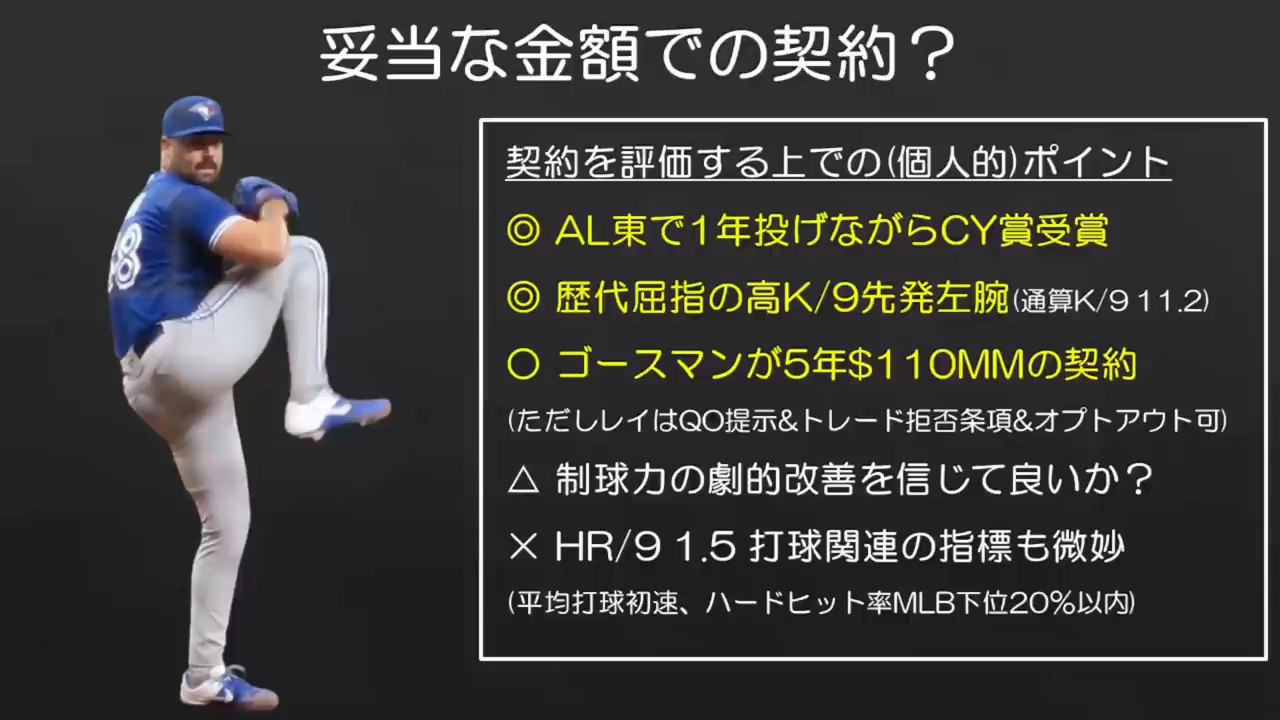 妥当な金額での契約？
契約を評価する上での(個人的)ポイント
◎ AL東で1年投げながらCY賞受賞
◎ 歴代屈指の高K/9先発左腕(通算K/9 11.2)
〇 ゴースマンが5年$110MMの契約
(ただしレイはQO提示&トレード拒否条項&オプトアウト可)
△ 制球力の劇的改善を信じて良いか？
× HR/9 1.5 打球関連の指標も微妙
(平均打球初速、ハードヒット率MLB下位20%以内)